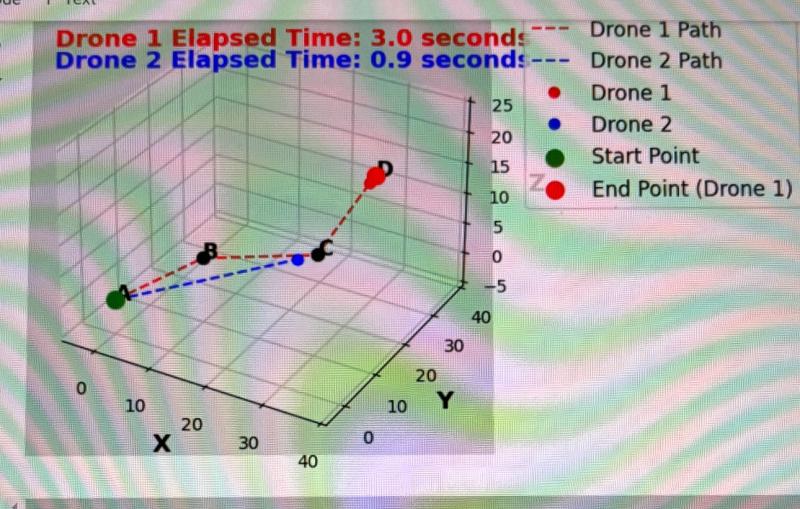 Drone 1 Elapsed Time: 3.0 seconds
Drone 2 Elapsed Time: 0.9 seconds
Drone 1 Path
Drone 2 Path
Drone 1
Drone 2
Start Point
End Point (Drone 1)
Z
25
20
15
10
5
0
−5
D
B
C
A
40
30
20
10
0
Y
0
10
20
30
40
X